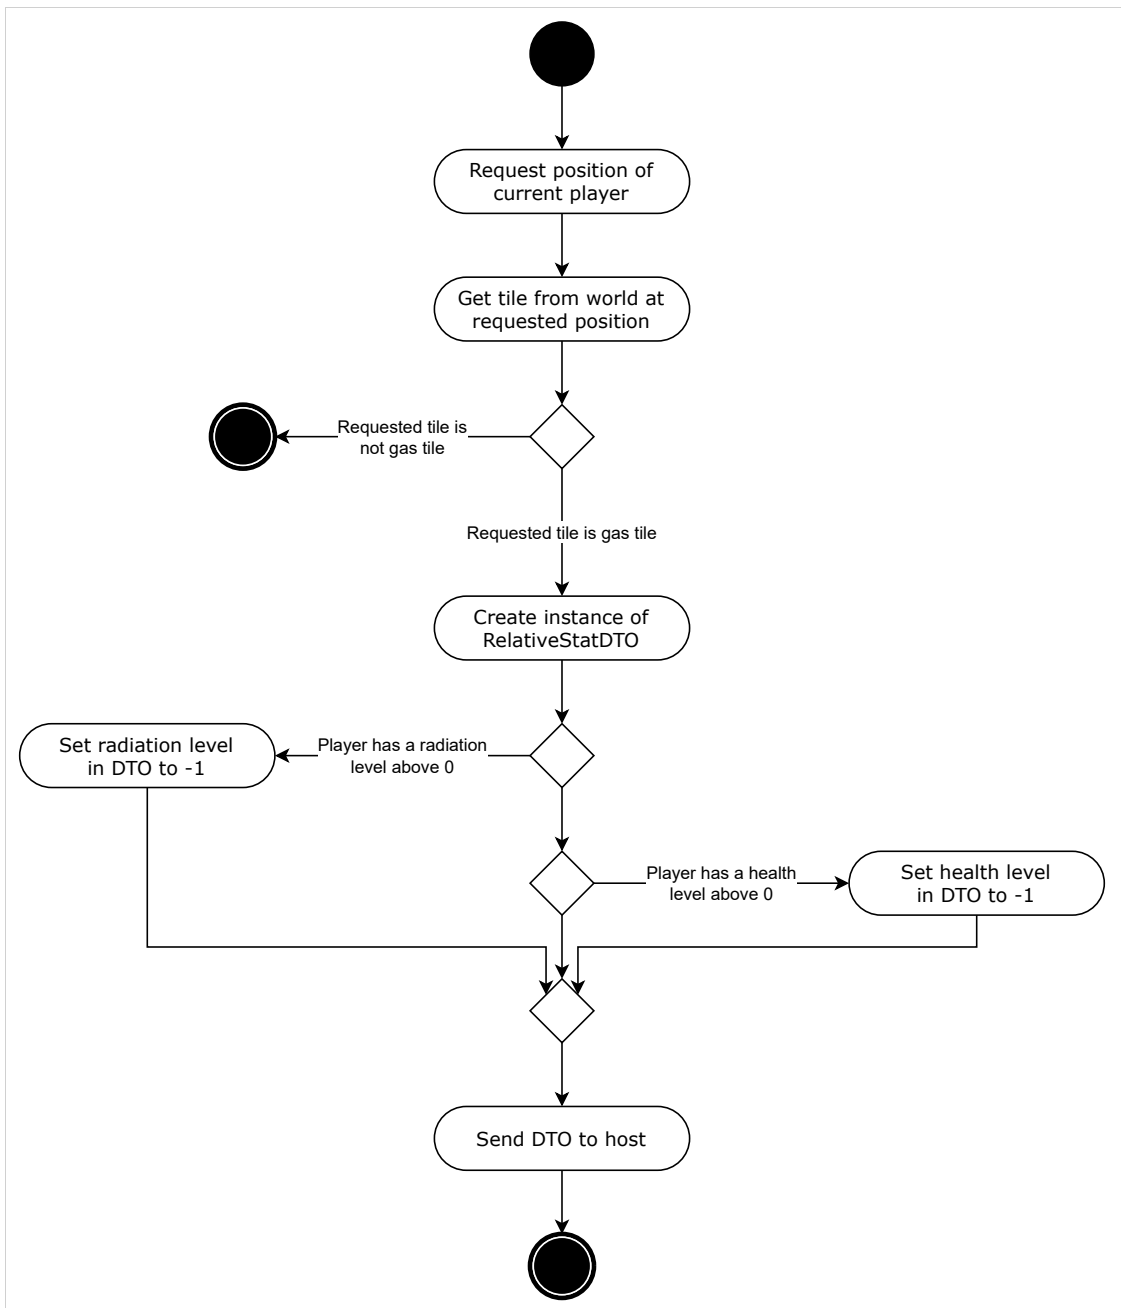 Request position of
current player
Get tile from world at
requested position
Requested tile is
not gas tile
Requested tile is gas tile
Create instance of
RelativeStatDTO
Set radiation level
in DTO to -1
Player has a radiation
level above 0
Player has a health
level above 0
Set health level
in DTO to -1
Send DTO to host